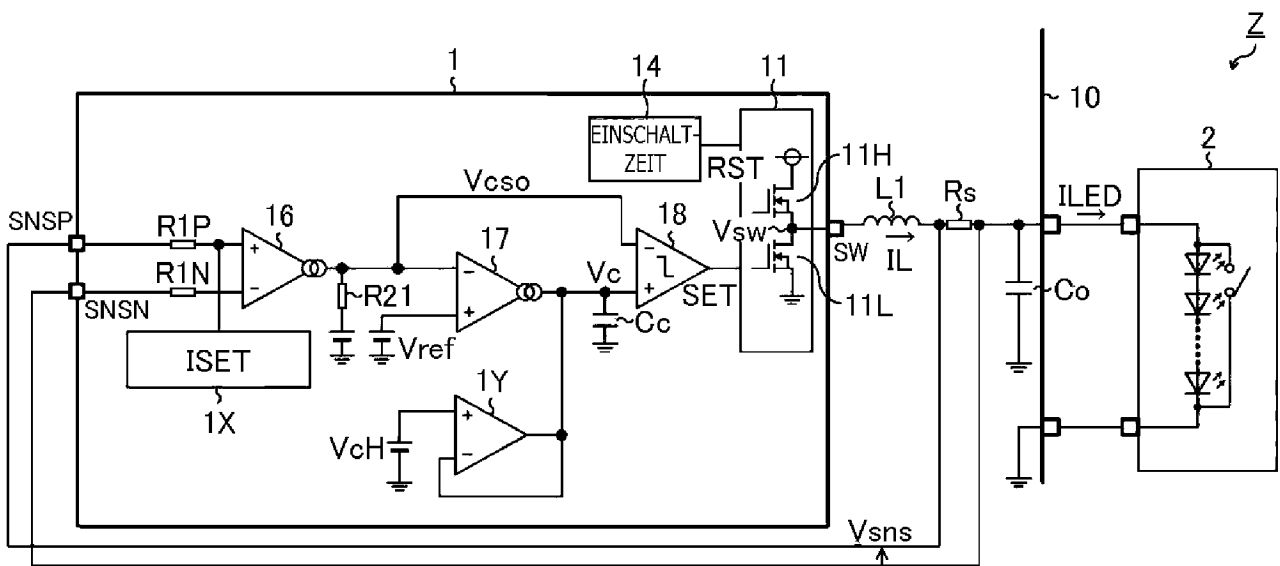 Z
1
14
11
10
EINSCHALT-
ZEIT
2
RST
11H
Vcso
L1
Rs
ILED
SNSP
R1P
16
18
Vsw
SW
IL
17
R1N
Vc
SNSN
R21
SET
11L
Cc
Co
Vref
ISET
1X
1Y
VcH
Vsns
+
-
-
+
-
+
+
-